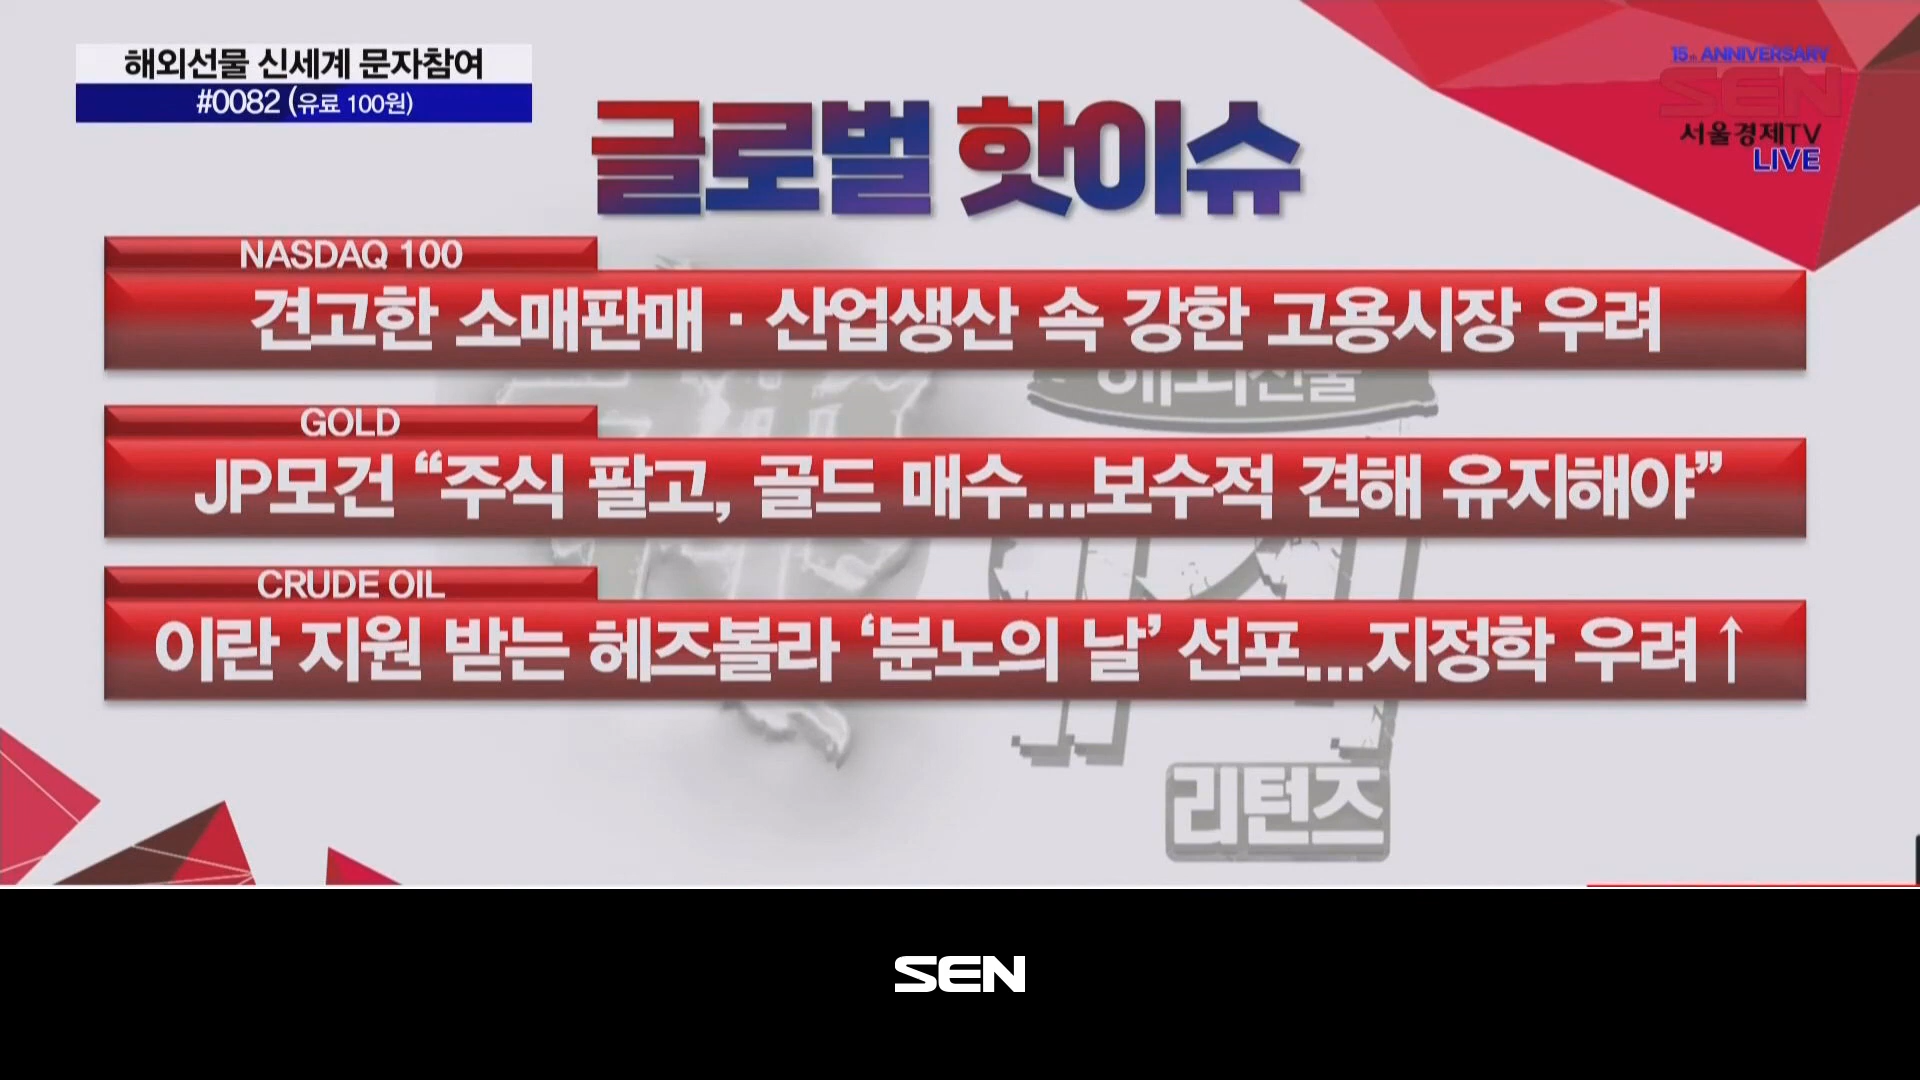 해외선물 신세계 문자참여
#0082 (유료 100원)
15th ANNIVERSARY
SEN
서울경제TV
LIVE
글로벌 핫이슈
NASDAQ 100
견고한 소매판매 · 산업생산 속 강한 고용시장 우려
해외선물
GOLD
JP모건 “주식 팔고, 골드 매수...보수적 견해 유지해야”
CRUDE OIL
이란 지원 받는 헤즈볼라 ‘분노의 날’ 선포...지정학 우려↑
리턴즈
SEN